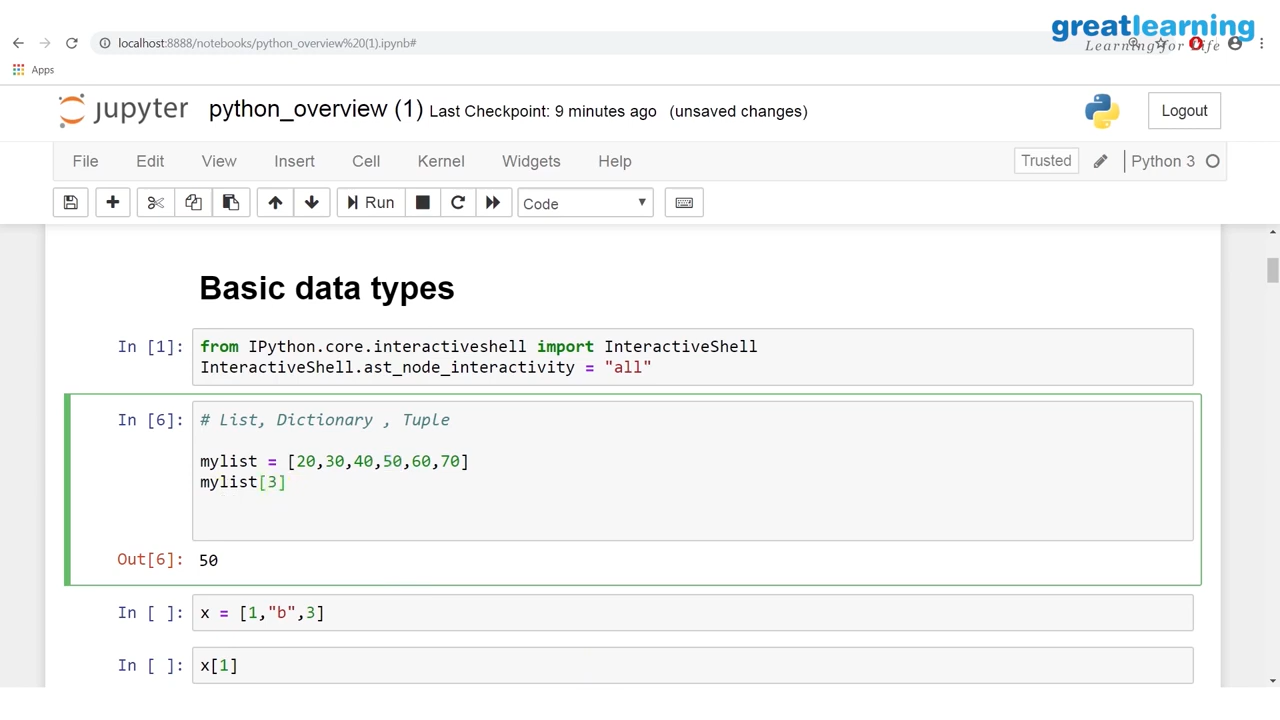 greatlearning
Learning for Life
localhost:8888/notebooks/python_overview%20(1).ipynb#
Apps
jupyter python_overview (1) Last Checkpoint: 9 minutes ago (unsaved changes)
Logout
File Edit View Insert Cell Kernel Widgets Help
Trusted Python 3
Run Code
Basic data types
In [1]: from IPython.core.interactiveshell import InteractiveShell
InteractiveShell.ast_node_interactivity = "all"
In [6]: # List, Dictionary , Tuple
mylist = [20,30,40,50,60,70]
mylist[3]
Out[6]: 50
In [ ]: x = [1,"b",3]
In [ ]: x[1]